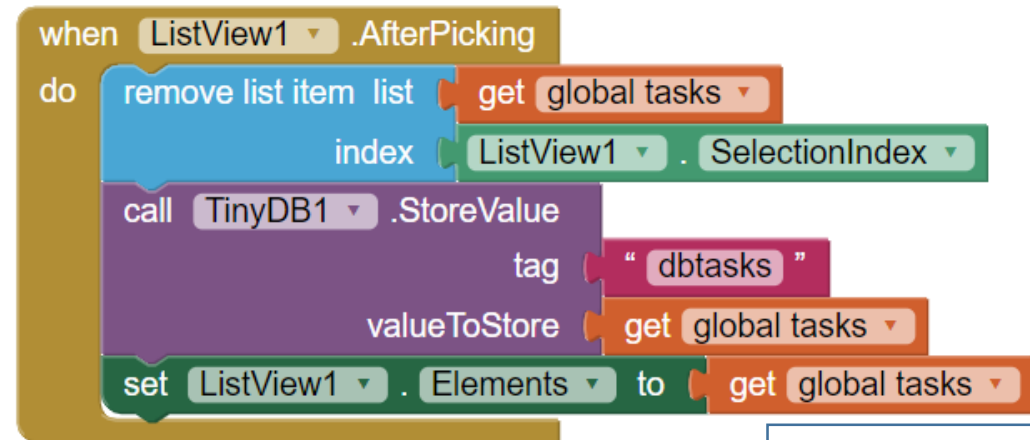 when ListView1 .AfterPicking
do remove list item list get global tasks
index ListView1 . SelectionIndex
call TinyDB1 .StoreValue
tag " dbtasks "
valueToStore get global tasks
set ListView1 . Elements to get global tasks